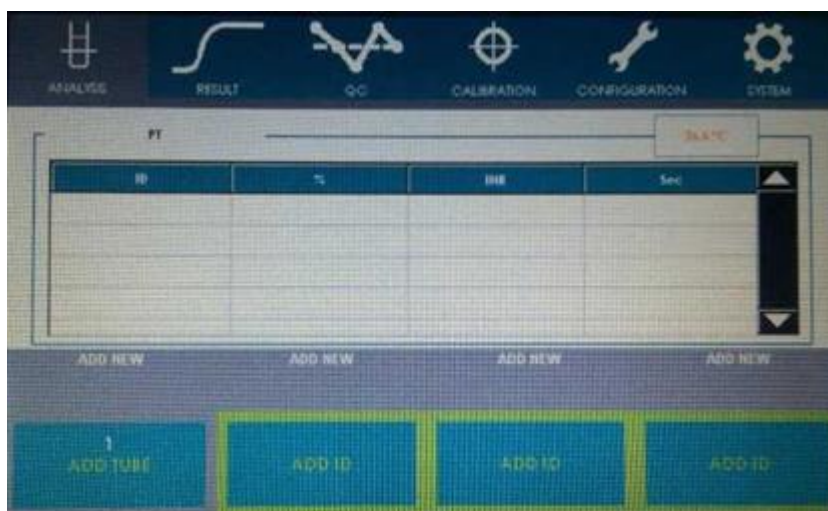 ANALYSIS RESULT QC CALIBRATION CONFIGURATION SYSTEM
PT
ID % INR Sec
ADD NEW ADD NEW ADD NEW ADD NEW
1
ADD TUBE ADD ID ADD ID ADD ID